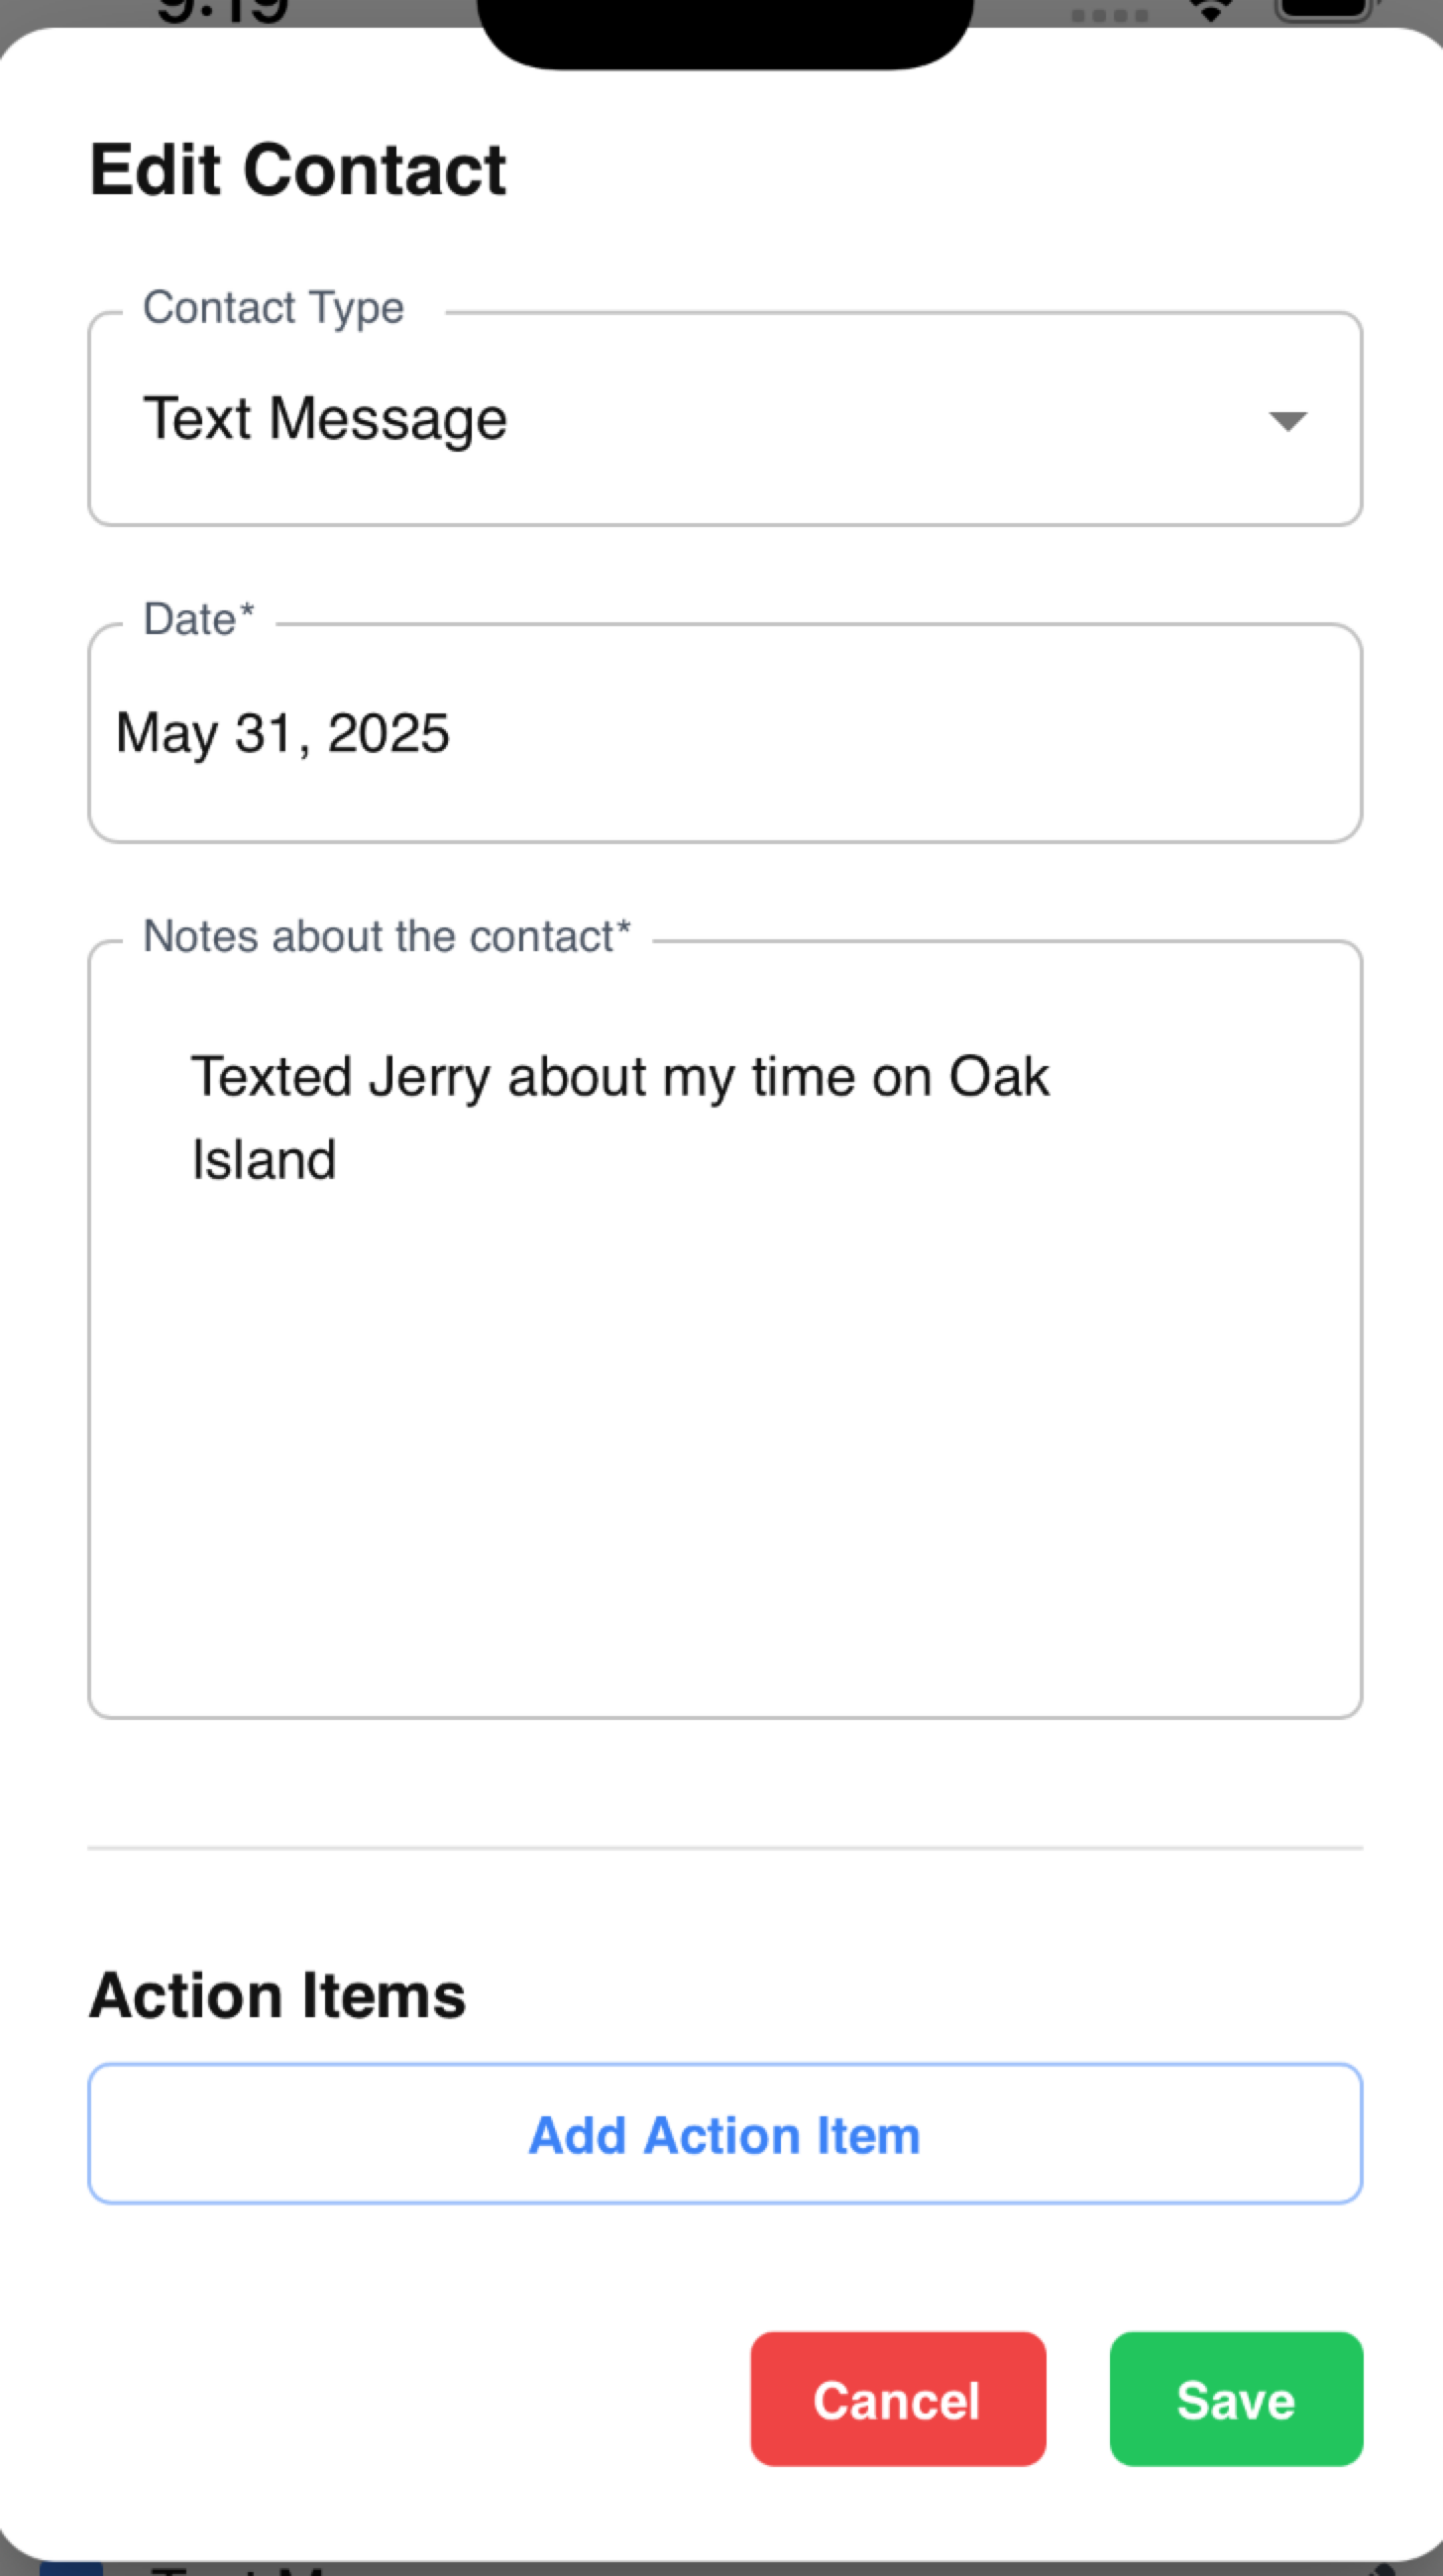 9:19
Edit Contact
Contact Type
Text Message
Date*
May 31, 2025
Notes about the contact*
Texted Jerry about my time on Oak
Island
Action Items
Add Action Item
Cancel
Save